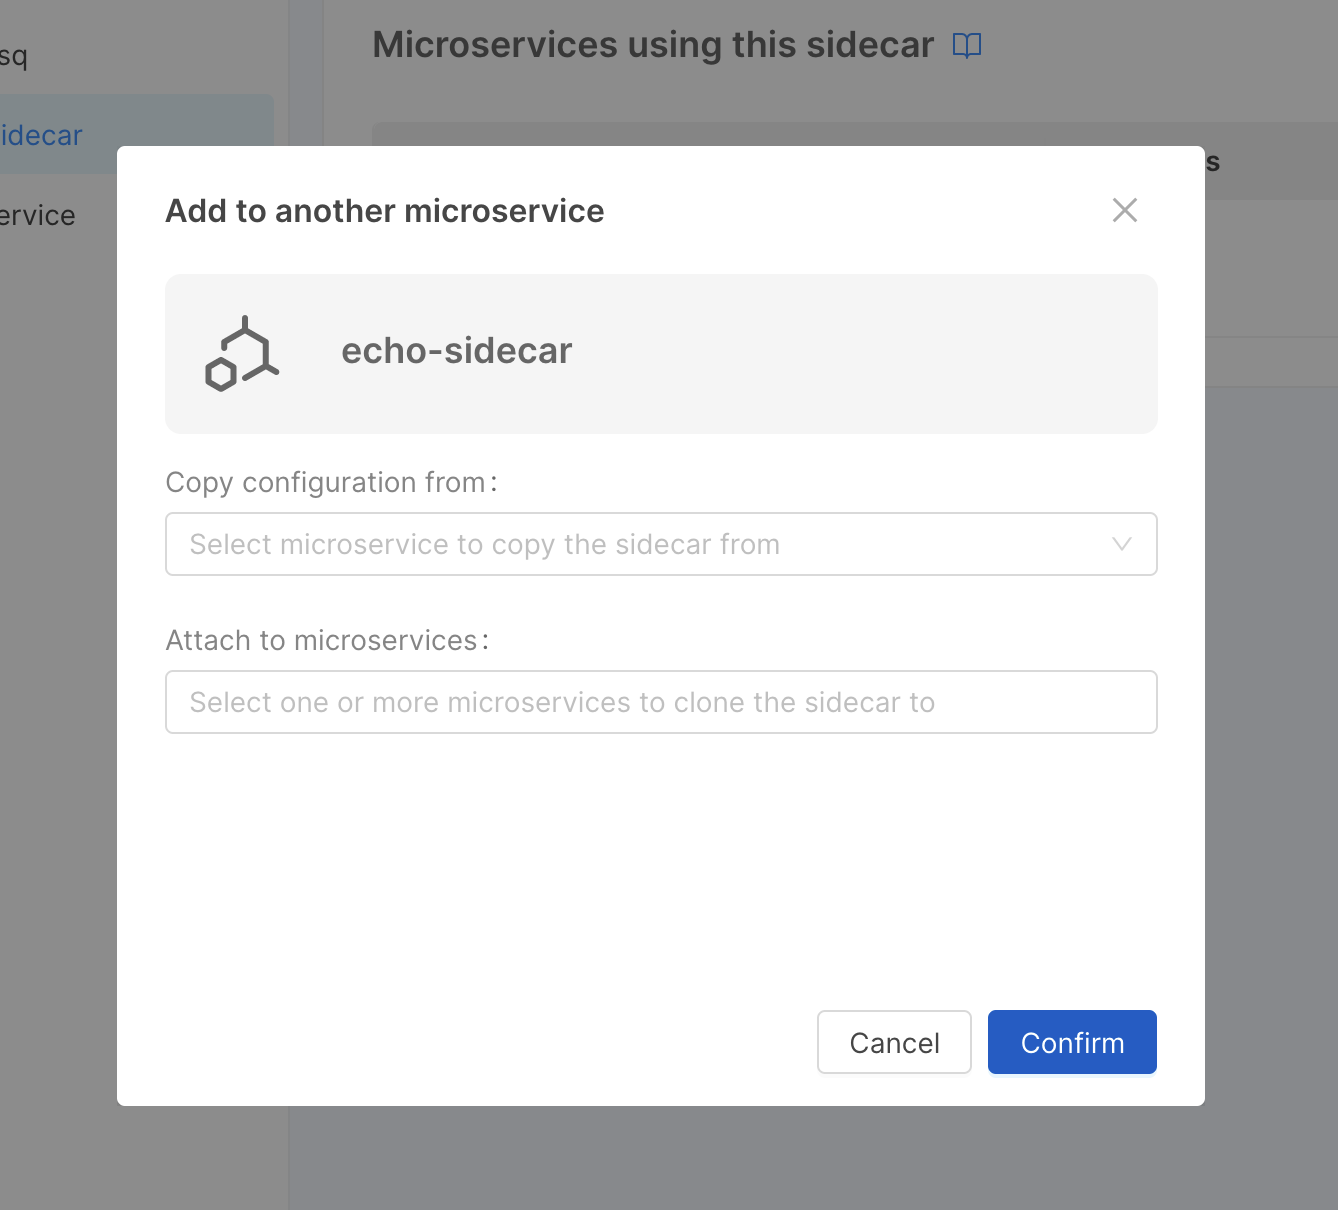 sq
idecar
ervice
Microservices using this sidecar
s
Add to another microservice
echo-sidecar
Copy configuration from:
Select microservice to copy the sidecar from
Attach to microservices:
Select one or more microservices to clone the sidecar to
Cancel
Confirm